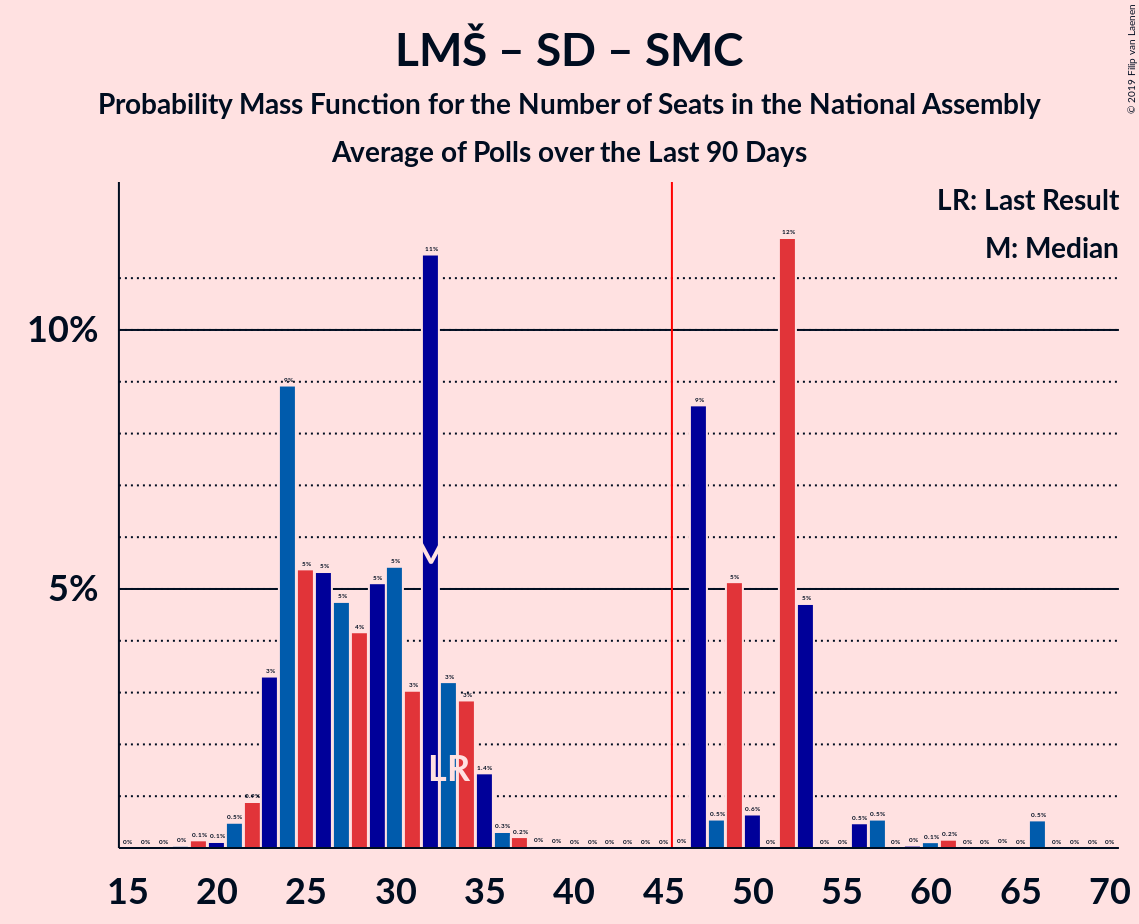 LMŠ – SD – SMC
Probability Mass Function for the Number of Seats in the National Assembly
Average of Polls over the Last 90 Days
© 2019 Filip van Laenen
LR: Last Result
M: Median
10%
5%
0% 0% 0% 0% 0.1% 0.1% 0.5% 0.9% 3% 9% 5% 5% 5% 4% 5% 5% 3% 11% 3% 3% 1.4% 0.3% 0.2% 0% 0% 0% 0% 0% 0% 0% 0% 0% 9% 0.5% 5% 0.6% 0% 12% 5% 0% 0% 0.5% 0.5% 0% 0% 0.1% 0.2% 0% 0% 0% 0% 0.5% 0% 0% 0% 0%
M
LR
15 20 25 30 35 40 45 50 55 60 65 70